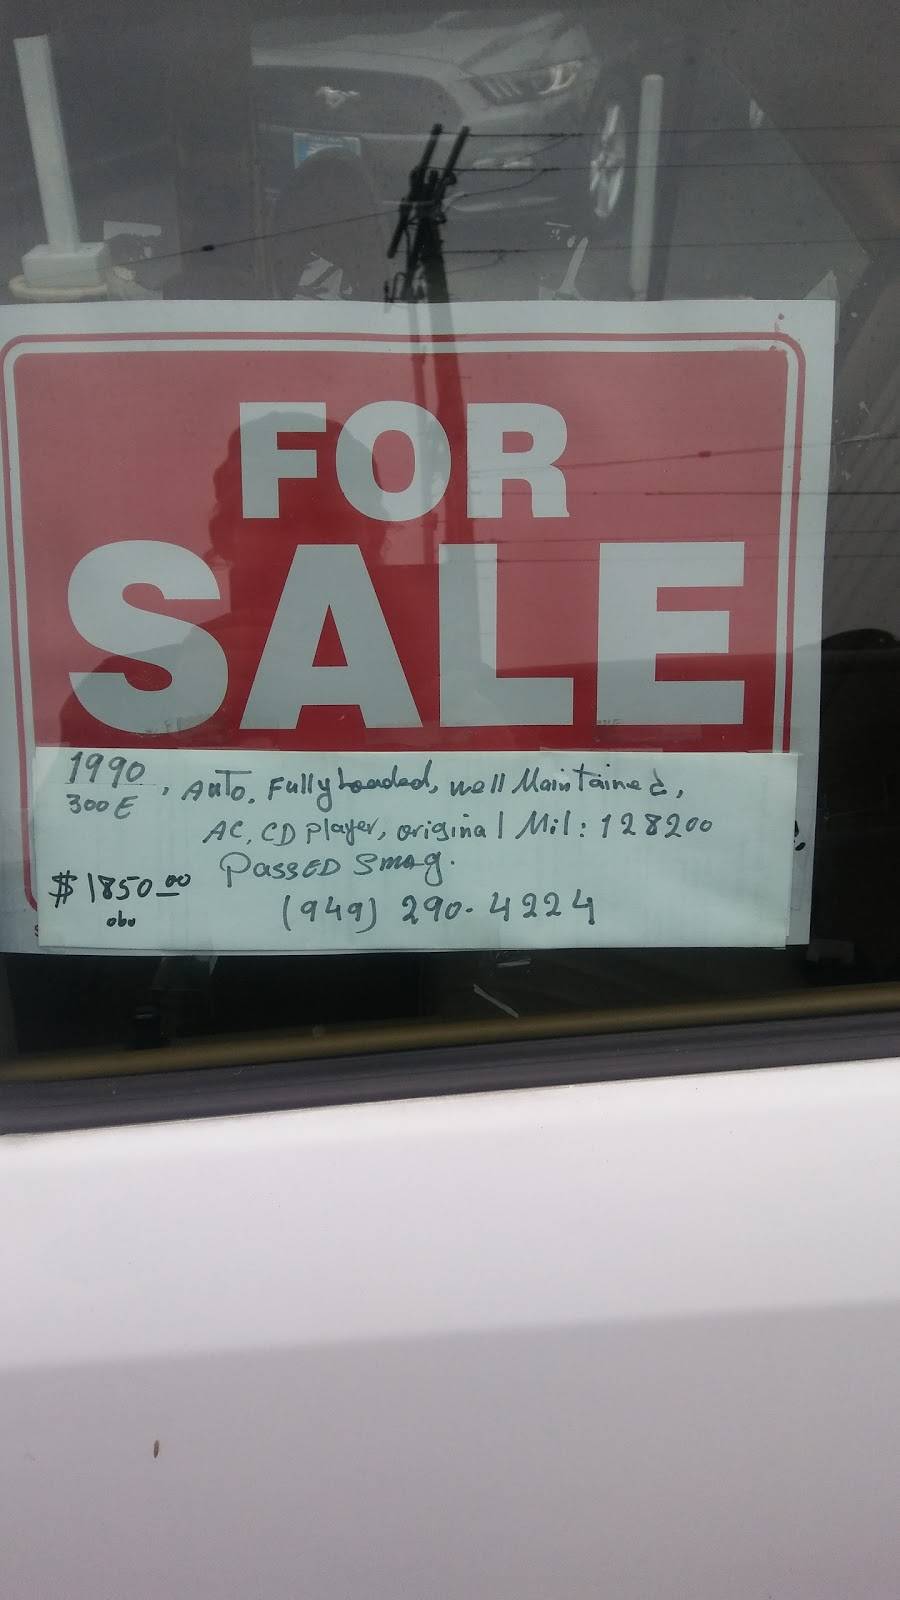 FOR
SALE
1990
300E, Auto, Fully Loaded, well Maintained,
AC, CD player, original Mil: 128200
Passed Smog.
$1850.00
obo
(949) 290-4224